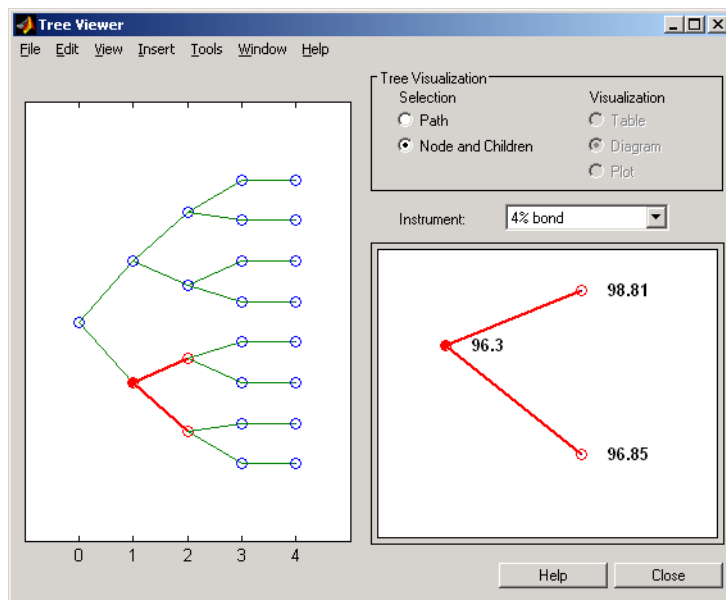 Tree Viewer
File Edit View Insert Tools Window Help
Tree Visualization
Selection
Visualization
Path
Table
Node and Children
Diagram
Plot
Instrument:
4% bond
98.81
96.3
96.85
0 1 2 3 4
Help
Close